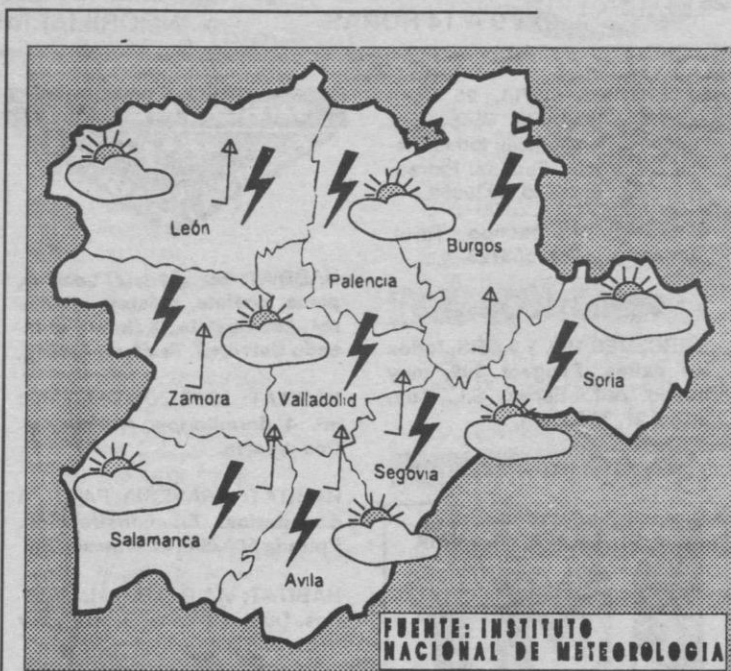 León
Burgos
Palencia
Soria
Zamora
Valladolid
Segovia
Salamanca
Avila
FUENTE: INSTITUTO
NACIONAL DE METEOROLOGIA